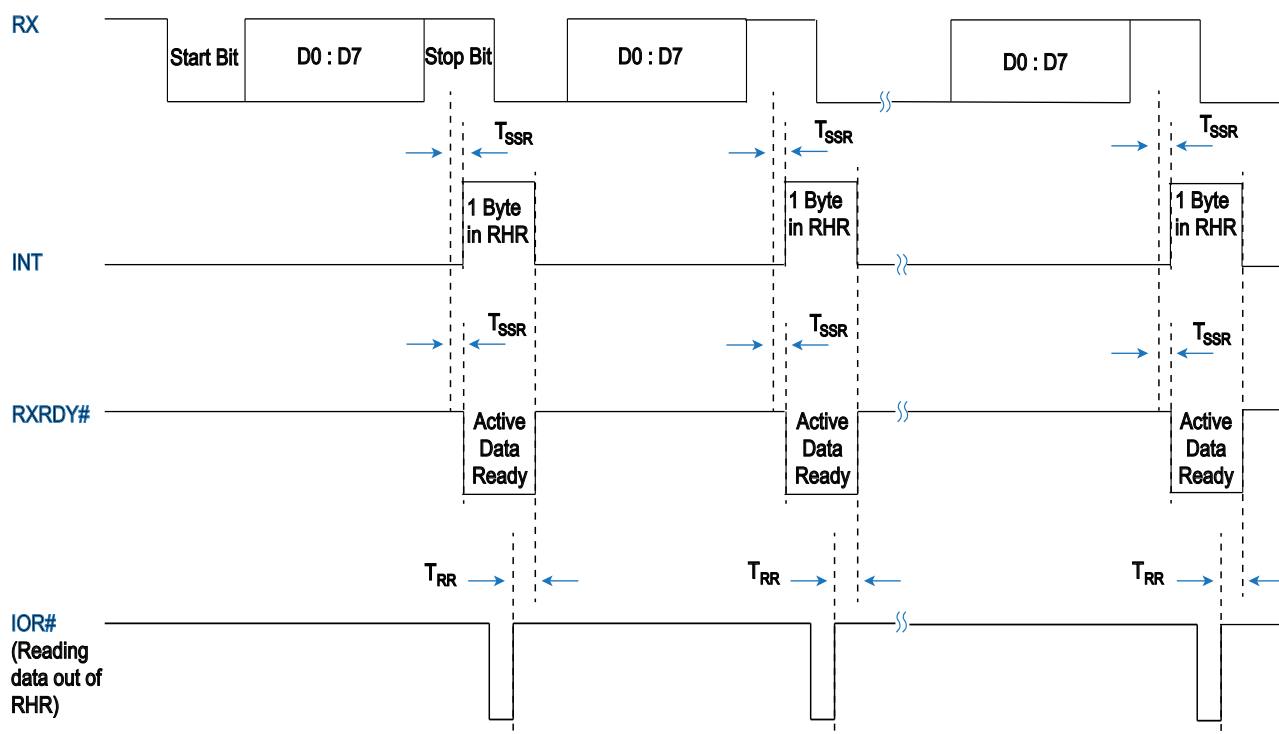 RX
Start Bit D0 : D7 Stop Bit D0 : D7 D0 : D7
TSSR TSSR TSSR
1 Byte in RHR 1 Byte in RHR 1 Byte in RHR
INT
TSSR TSSR TSSR
RXRDY#
Active Data Ready Active Data Ready Active Data Ready
TRR TRR TRR
IOR#
(Reading
data out of
RHR)